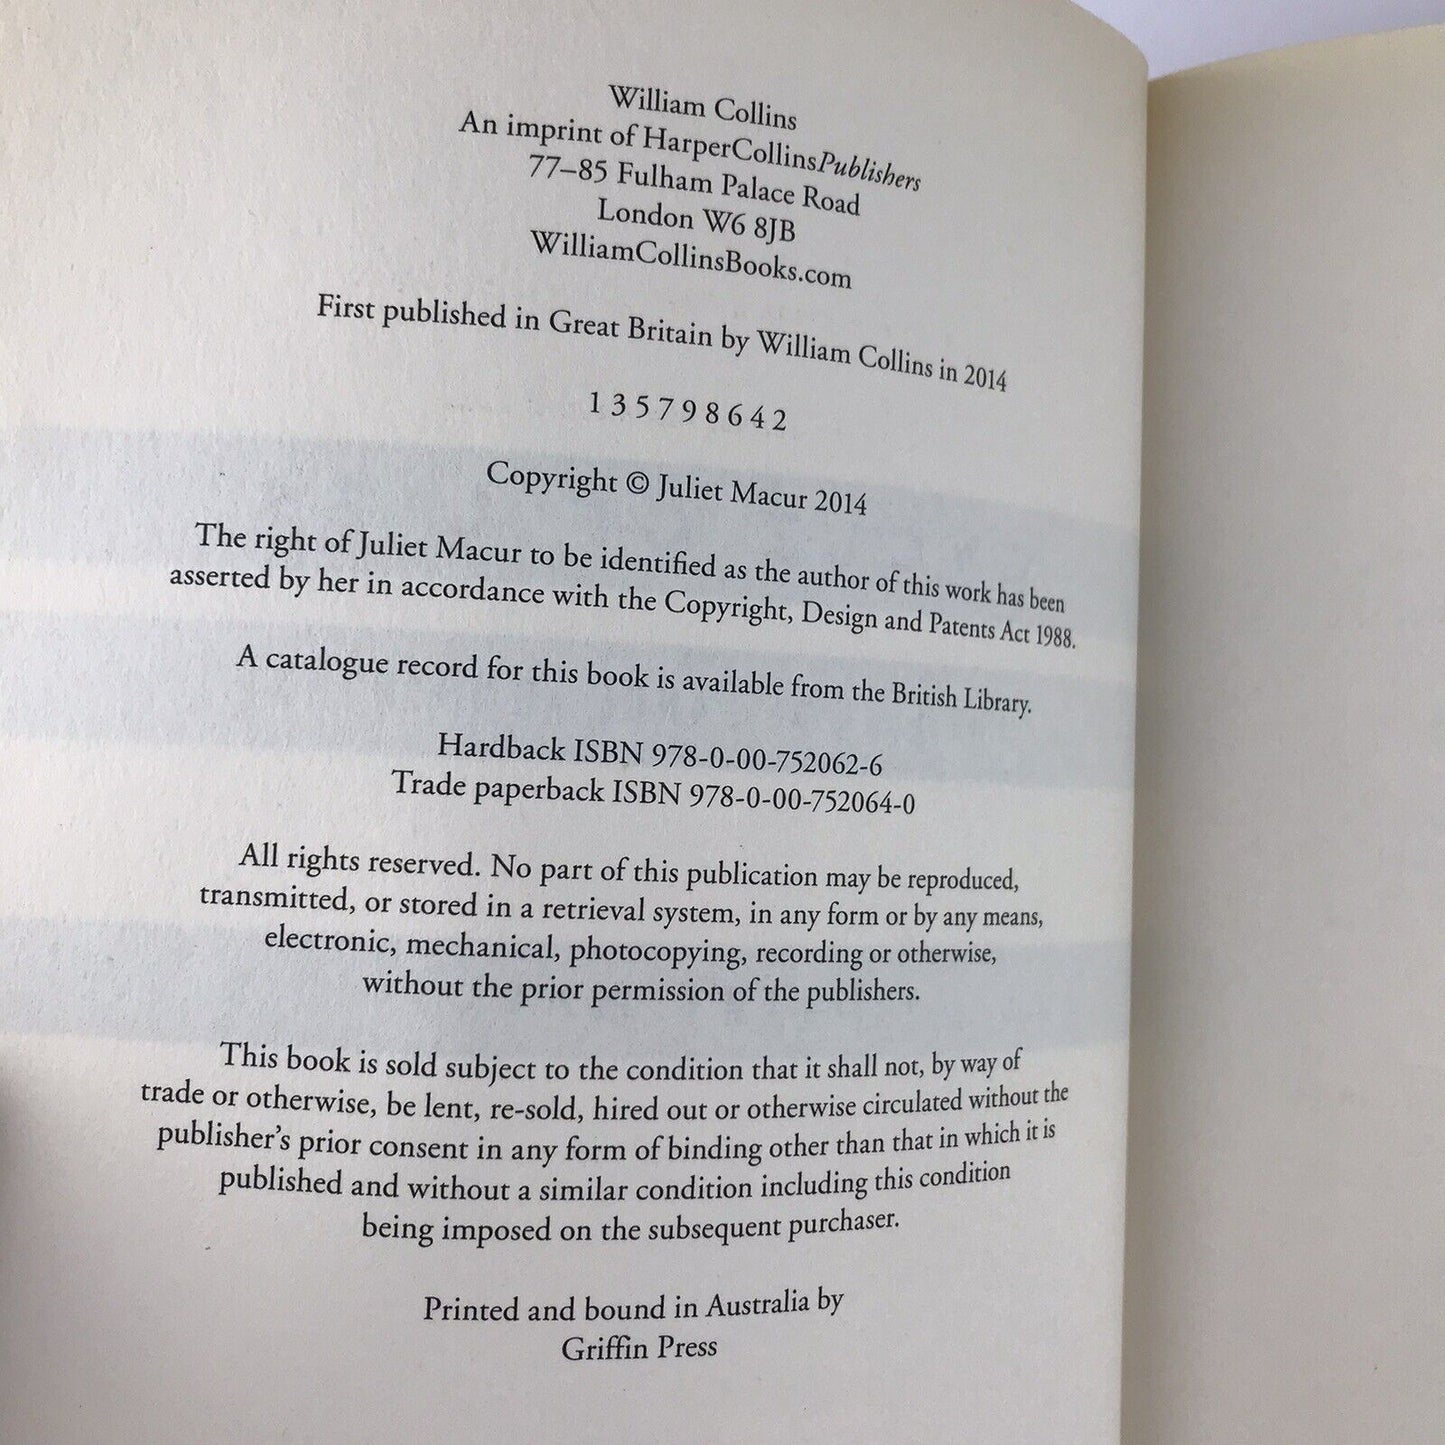 William Collins
An imprint of HarperCollinsPublishers
77–85 Fulham Palace Road
London W6 8JB
WilliamCollinsBooks.com
First published in Great Britain by William Collins in 2014
1 3 5 7 9 8 6 4 2
Copyright © Juliet Macur 2014
The right of Juliet Macur to be identified as the author of this work has been
asserted by her in accordance with the Copyright, Design and Patents Act 1988.
A catalogue record for this book is available from the British Library.
Hardback ISBN 978-0-00-752062-6
Trade paperback ISBN 978-0-00-752064-0
All rights reserved. No part of this publication may be reproduced,
transmitted, or stored in a retrieval system, in any form or by any means,
electronic, mechanical, photocopying, recording or otherwise,
without the prior permission of the publishers.
This book is sold subject to the condition that it shall not, by way of
trade or otherwise, be lent, re-sold, hired out or otherwise circulated without the
publisher’s prior consent in any form of binding other than that in which it is
published and without a similar condition including this condition
being imposed on the subsequent purchaser.
Printed and bound in Australia by
Griffin Press